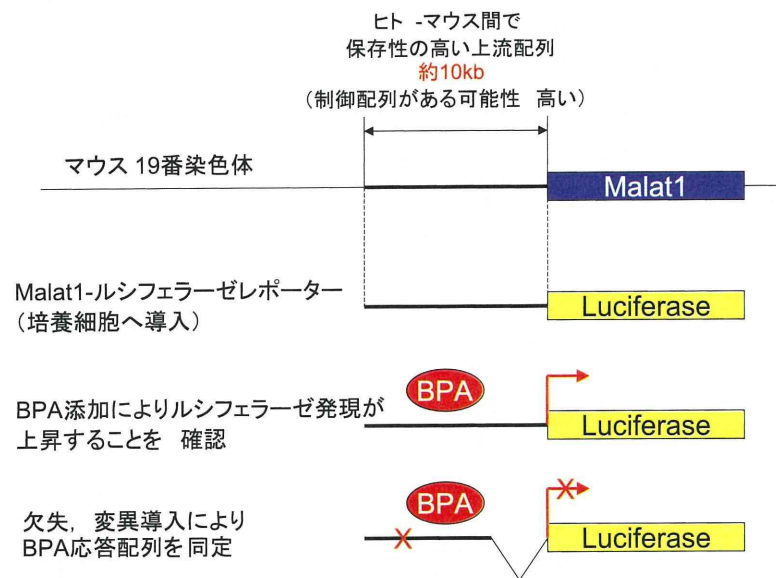 ヒト -マウス間で
保存性の高い上流配列
約10kb
（制御配列がある可能性 高い）
マウス 19番染色体
Malat1
Malat1-ルシフェラーゼレポーター
（培養細胞へ導入）
Luciferase
BPA
BPA添加によりルシフェラーゼ発現が
上昇することを 確認
Luciferase
BPA
欠失，変異導入により
BPA応答配列を同定
Luciferase